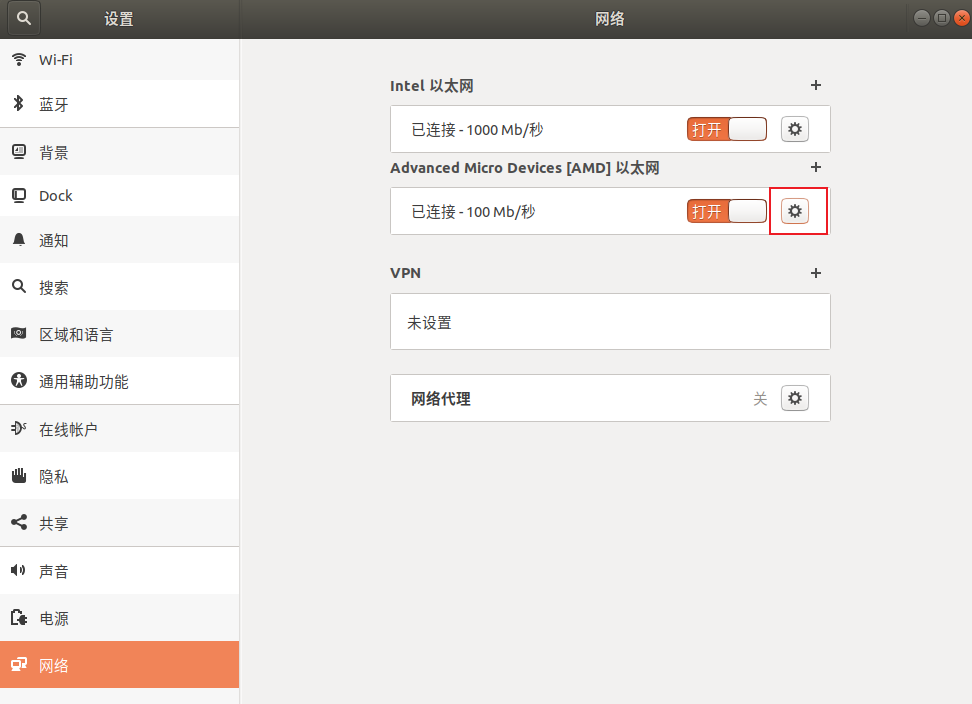 设置
网络
Wi-Fi
蓝牙
背景
Dock
通知
搜索
区域和语言
通用辅助功能
在线帐户
隐私
共享
声音
电源
网络
Intel 以太网
已连接 - 1000 Mb/秒
打开
Advanced Micro Devices [AMD] 以太网
已连接 - 100 Mb/秒
打开
VPN
未设置
网络代理
关